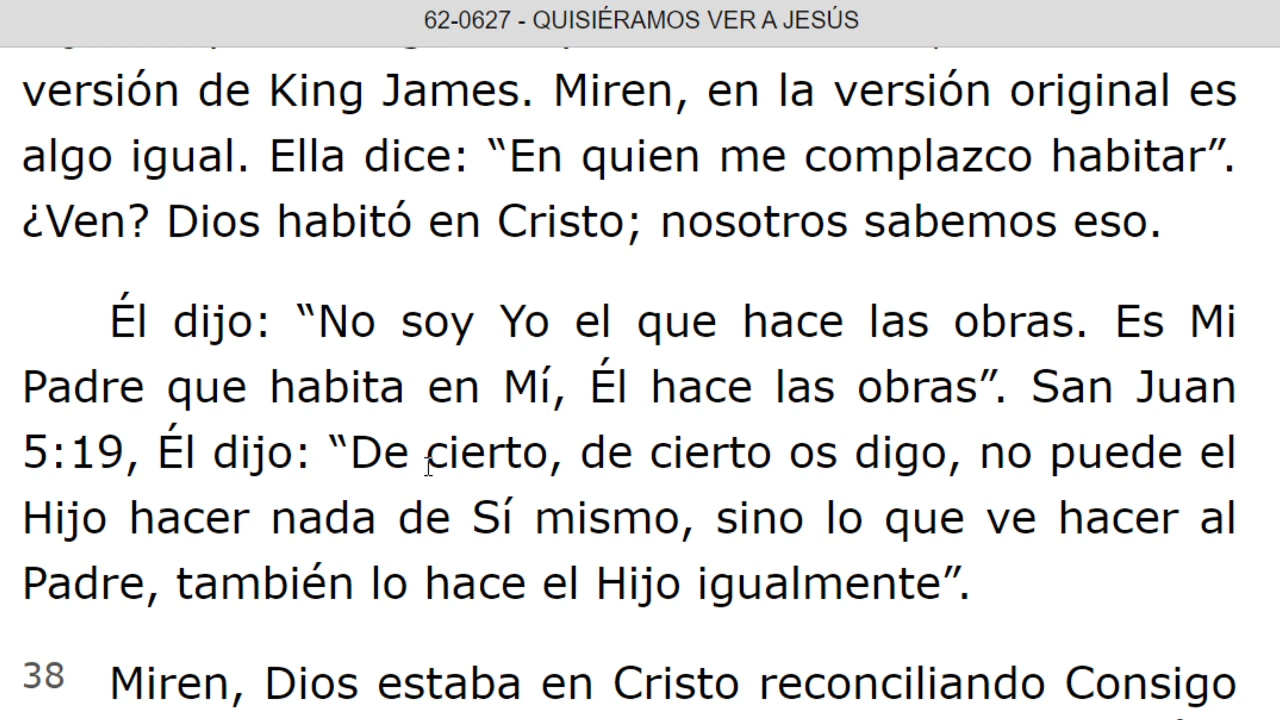 62-0627 - QUISIÉRAMOS VER A JESÚS
versión de King James. Miren, en la versión original es
algo igual. Ella dice: “En quien me complazco habitar”.
¿Ven? Dios habitó en Cristo; nosotros sabemos eso.
Él dijo: “No soy Yo el que hace las obras. Es Mi
Padre que habita en Mí, Él hace las obras”. San Juan
5:19, Él dijo: “De cierto, de cierto os digo, no puede el
Hijo hacer nada de Sí mismo, sino lo que ve hacer al
Padre, también lo hace el Hijo igualmente”.
38 Miren, Dios estaba en Cristo reconciliando Consigo